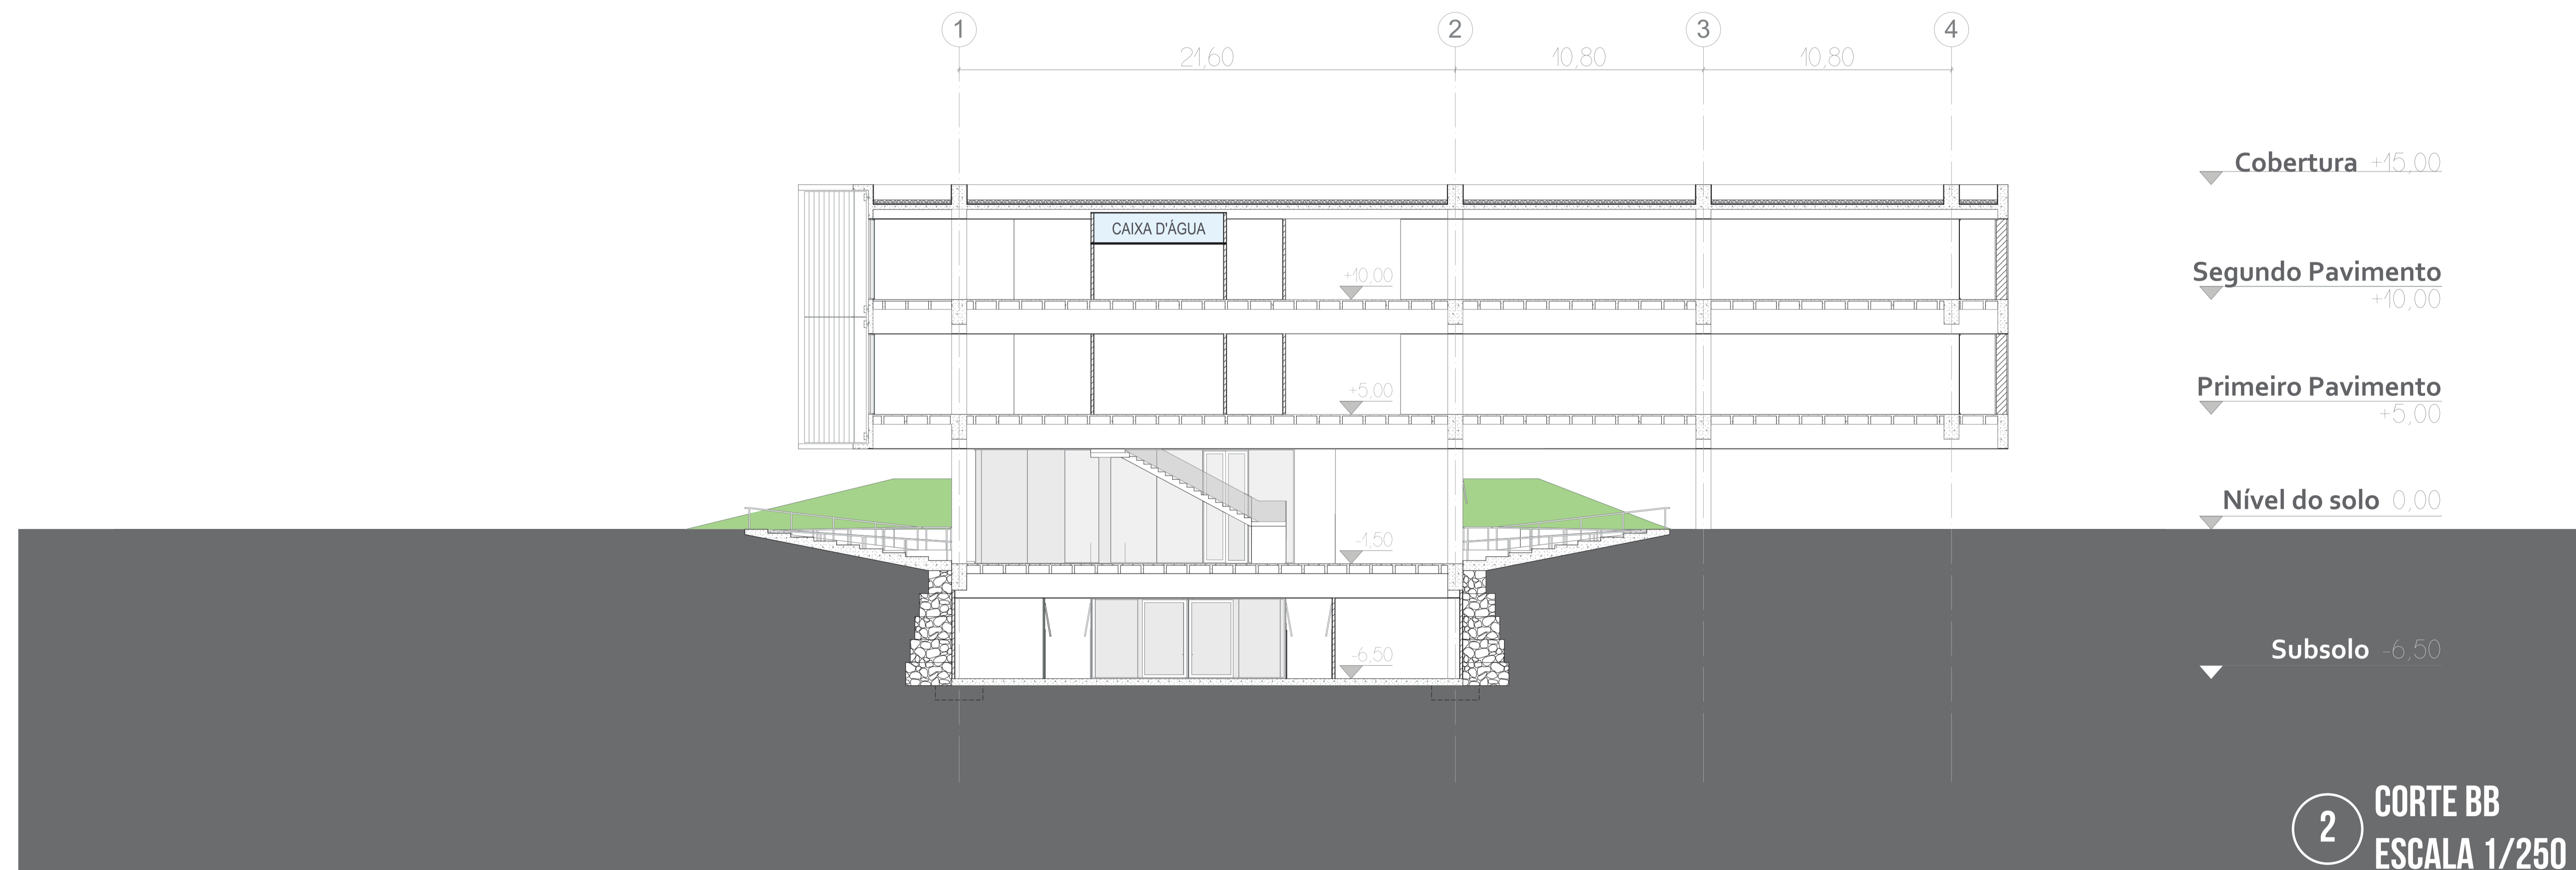 1
2
3
4
21,60
10,80
10,80
Cobertura +15,00
CAIXA D'ÁGUA
+10,00
Segundo Pavimento
+10,00
+5,00
Primeiro Pavimento
+5,00
Nível do solo 0,00
-1,50
-6,50
Subsolo -6,50
2
CORTE BB
ESCALA 1/250